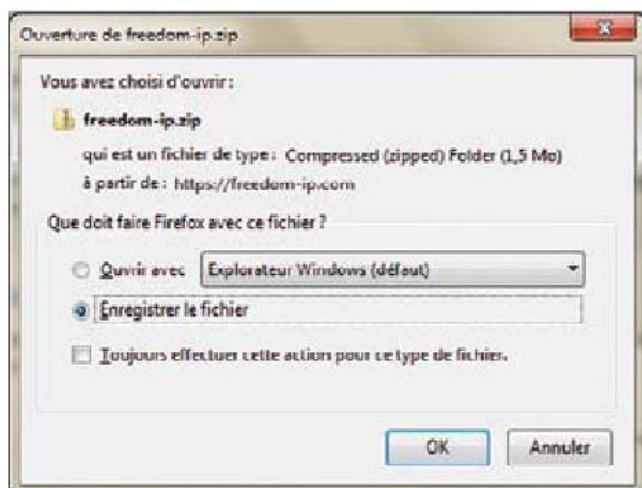 Ouverture de freedom-ip.zip
Vous avez choisi d'ouvrir :
freedom-ip.zip
qui est un fichier de type : Compressed (zipped) Folder (1,5 Mo)
à partir de : https://freedom-ip.com
Que doit faire Firefox avec ce fichier ?
Ouvrir avec Explorateur Windows (défaut)
Enregistrer le fichier
Toujours effectuer cette action pour ce type de fichier.
OK Annuler